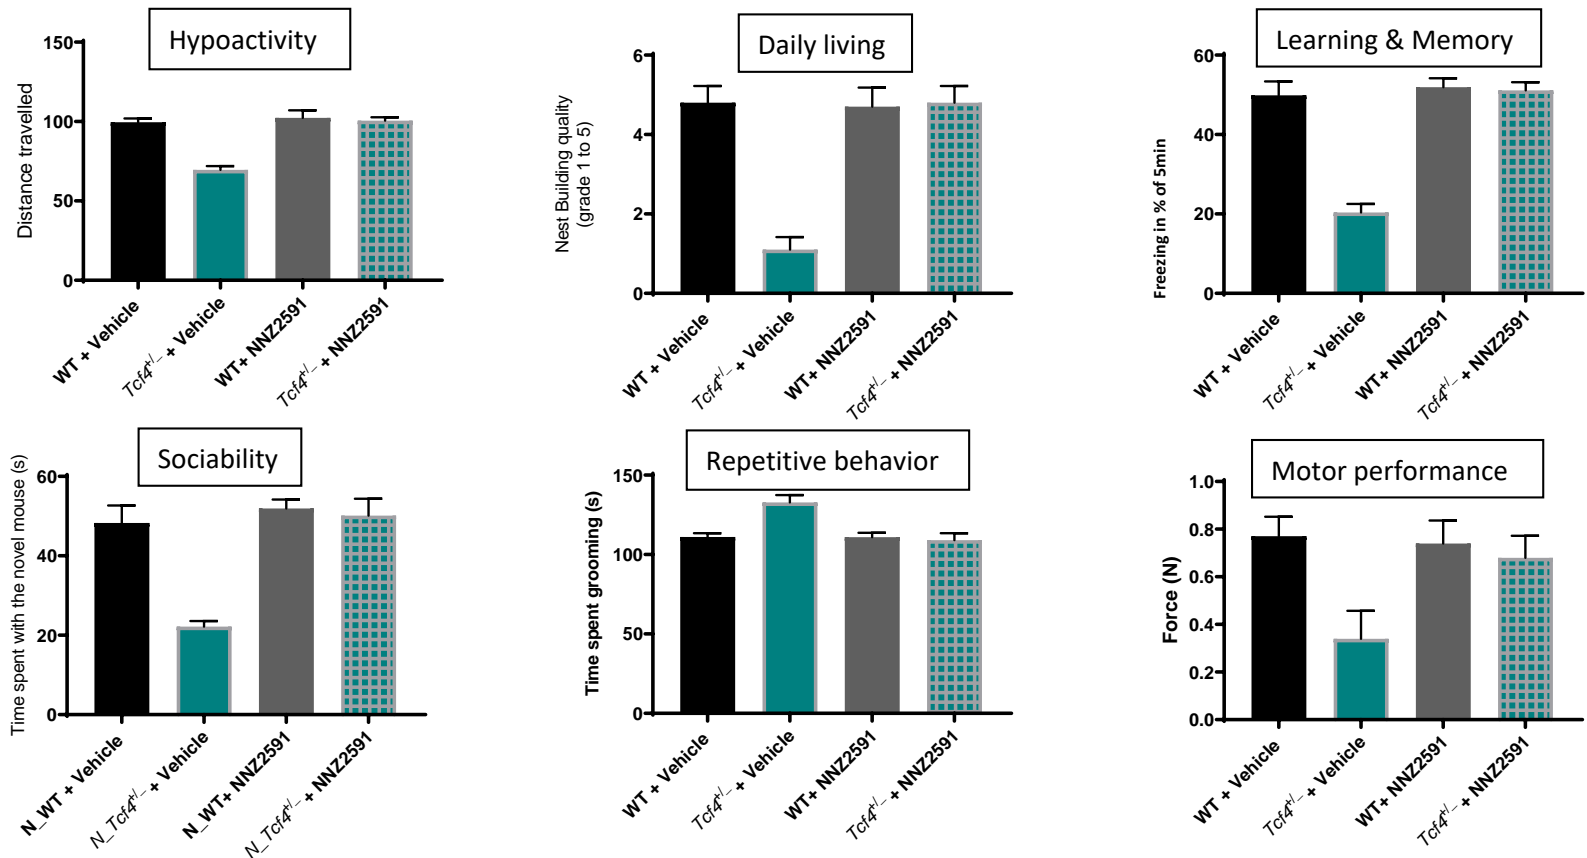 Hypoactivity
Distance travelled
150
100
50
0
WT + Vehicle
Tcf4+/_ + Vehicle
WT+ NNZ2591
Tcf4+/_ + NNZ2591
Daily living
Nest Building quality
(grade 1 to 5)
6
4
2
0
WT + Vehicle
Tcf4+/_ + Vehicle
WT+ NNZ2591
Tcf4+/_ + NNZ2591
Learning & Memory
Freezing in % of 5min
60
40
20
0
WT + Vehicle
Tcf4+/_ + Vehicle
WT+ NNZ2591
Tcf4+/_ + NNZ2591
Sociability
Time spent with the novel mouse (s)
60
40
20
0
N_WT + Vehicle
N_Tcf4+/_ + Vehicle
N_WT+ NNZ2591
N_Tcf4+/_ + NNZ2591
Repetitive behavior
Time spent grooming (s)
150
100
50
0
WT + Vehicle
Tcf4+/_ + Vehicle
WT+ NNZ2591
Tcf4+/_ + NNZ2591
Motor performance
Force (N)
1.0
0.8
0.6
0.4
0.2
0.0
WT + Vehicle
Tcf4+/_ + Vehicle
WT+ NNZ2591
Tcf4+/_ + NNZ2591